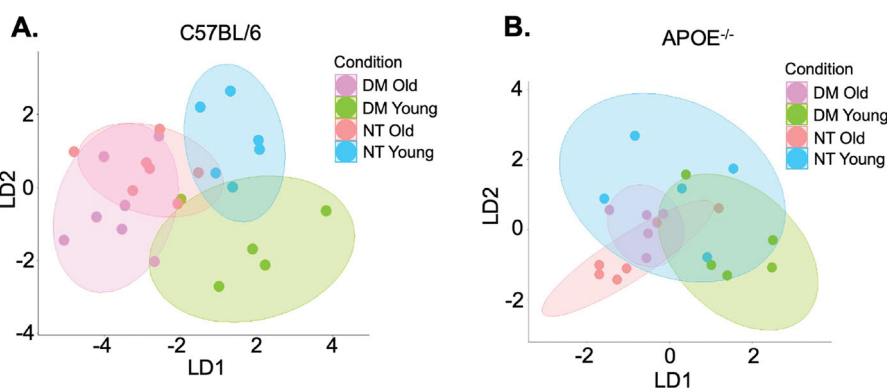 A.
C57BL/6
Condition
DM Old
DM Young
NT Old
NT Young
LD2
2
0
-2
-4
-4
-2
0
2
4
LD1
B.
APOE-/-
Condition
DM Old
DM Young
NT Old
NT Young
LD2
4
2
0
-2
-2
0
2
LD1